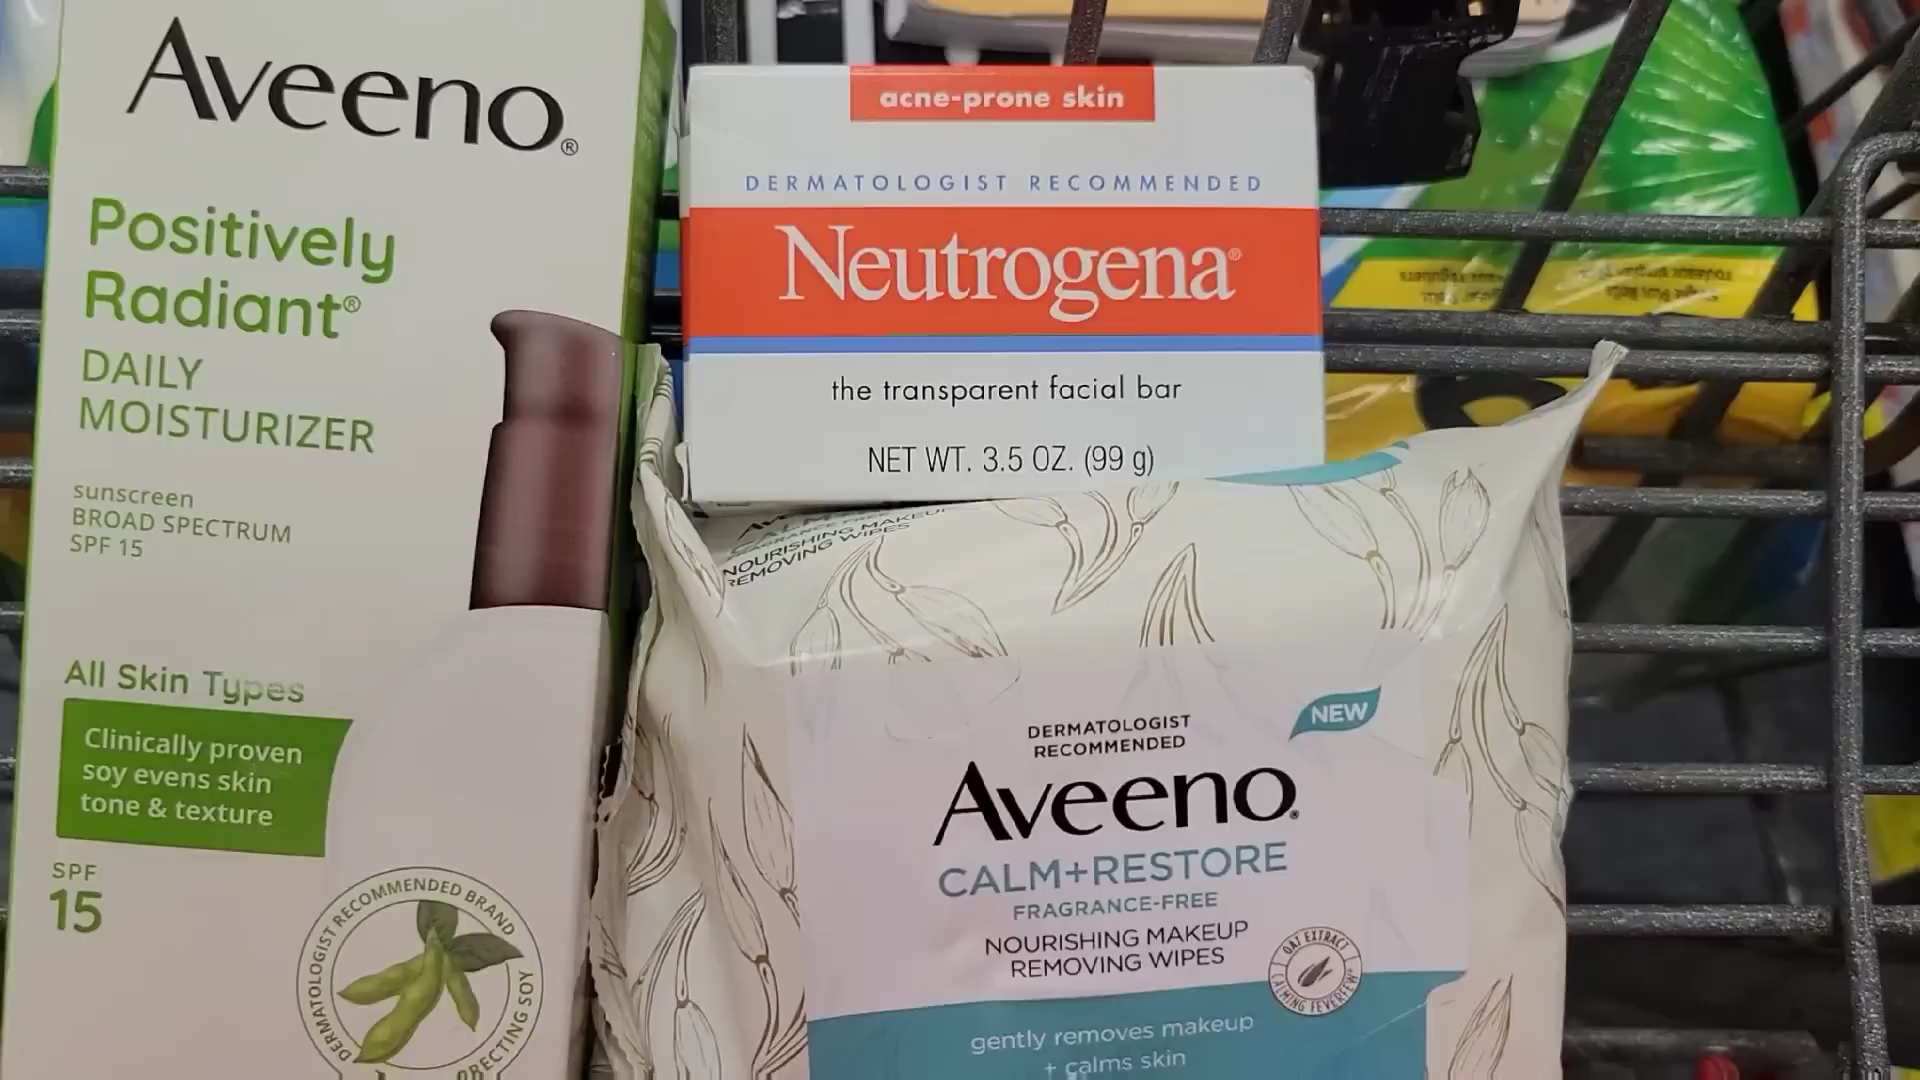 Aveeno®
Positively
Radiant®
DAILY
MOISTURIZER
sunscreen
BROAD SPECTRUM
SPF 15
All Skin Types
Clinically proven
soy evens skin
tone & texture
SPF
15
DERMATOLOGIST RECOMMENDED BRAND
acne-prone skin
DERMATOLOGIST RECOMMENDED
Neutrogena®
the transparent facial bar
NET WT. 3.5 OZ. (99 g)
NOURISHING MAKEUP
REMOVING WIPES
NEW
DERMATOLOGIST
RECOMMENDED
Aveeno®
CALM+RESTORE
FRAGRANCE-FREE
NOURISHING MAKEUP
REMOVING WIPES
OAT EXTRACT
CALMING FEVERFEW®
gently removes makeup
+ calms skin